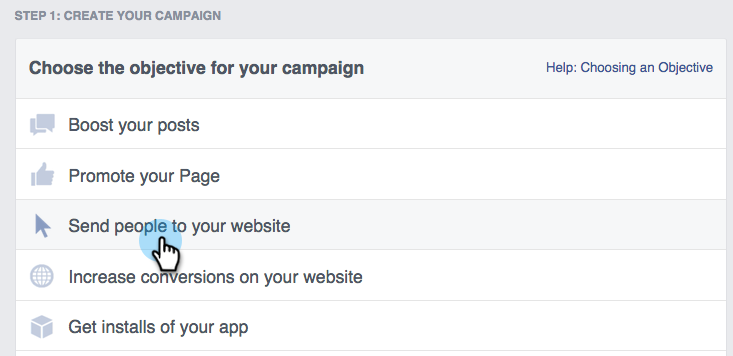 STEP 1: CREATE YOUR CAMPAIGN
Choose the objective for your campaign
Help: Choosing an Objective
Boost your posts
Promote your Page
Send people to your website
Increase conversions on your website
Get installs of your app